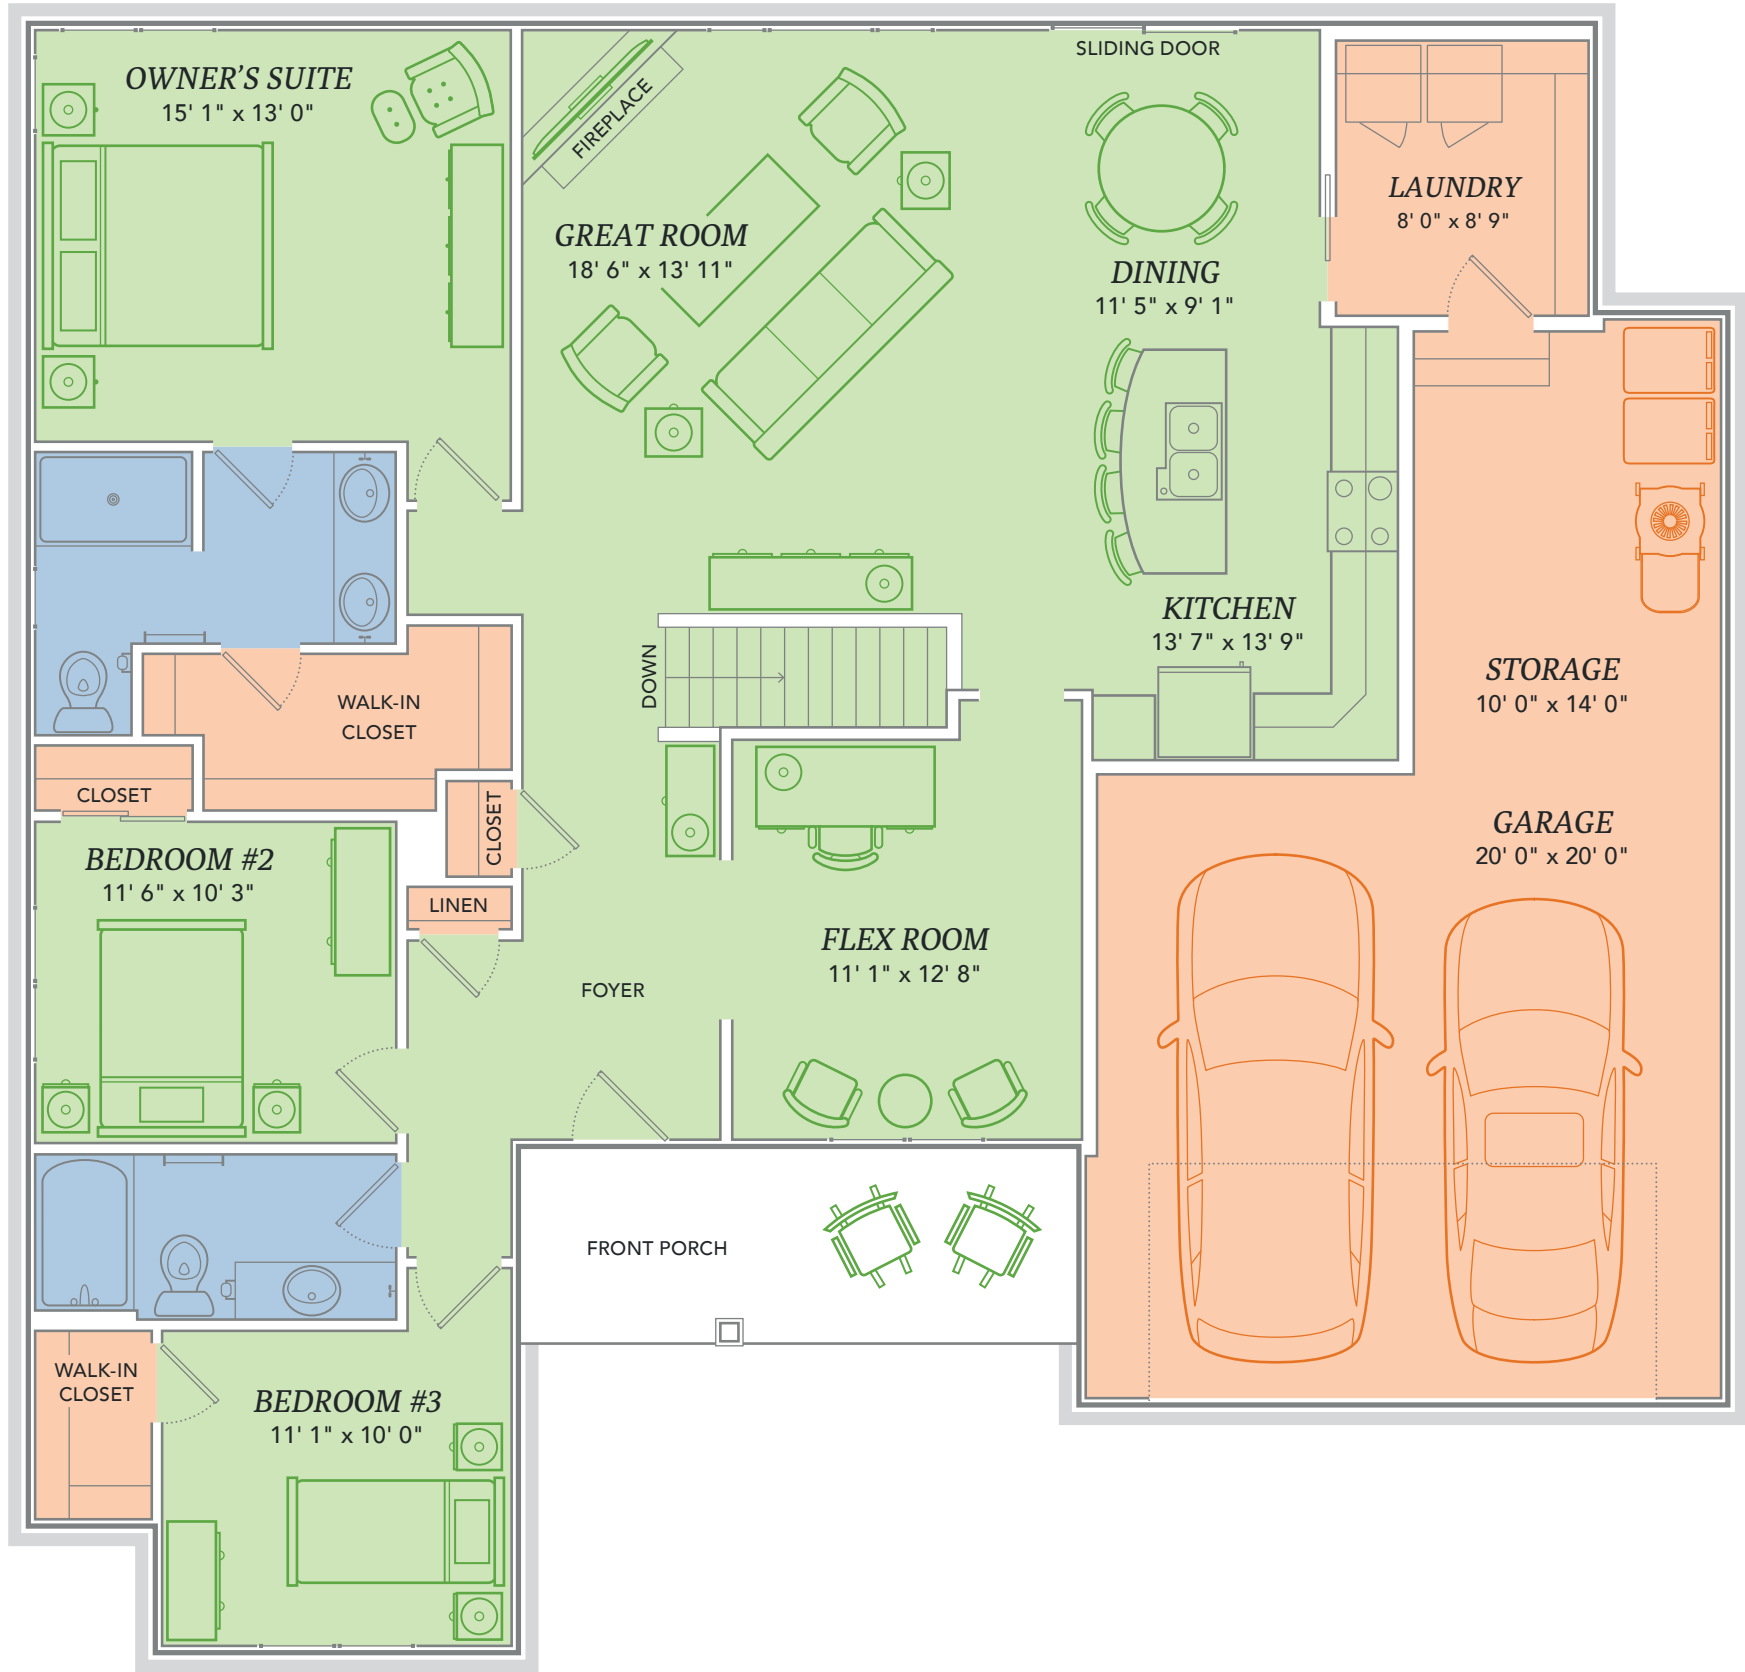 SLIDING DOOR
OWNER'S SUITE
15' 1" x 13' 0"
FIREPLACE
LAUNDRY
8' 0" x 8' 9"
GREAT ROOM
18' 6" x 13' 11"
DINING
11' 5" x 9' 1"
KITCHEN
13' 7" x 13' 9"
DOWN
WALK-IN
CLOSET
STORAGE
10' 0" x 14' 0"
CLOSET
CLOSET
GARAGE
20' 0" x 20' 0"
BEDROOM #2
11' 6" x 10' 3"
LINEN
FLEX ROOM
11' 1" x 12' 8"
FOYER
FRONT PORCH
WALK-IN
CLOSET
BEDROOM #3
11' 1" x 10' 0"